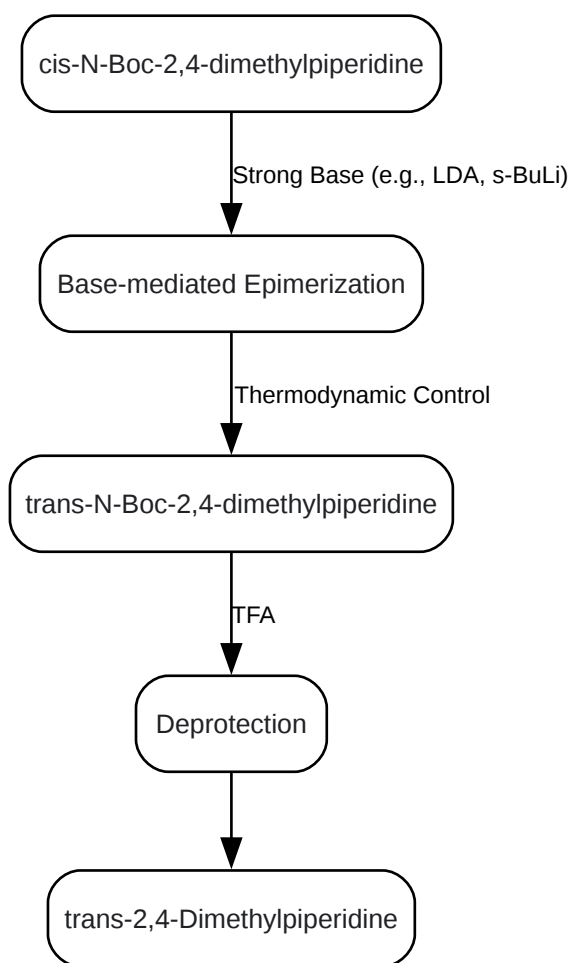 cis-N-Boc-2,4-dimethylpiperidine
Strong Base (e.g., LDA, s-BuLi)
Base-mediated Epimerization
Thermodynamic Control
trans-N-Boc-2,4-dimethylpiperidine
TFA
Deprotection
trans-2,4-Dimethylpiperidine